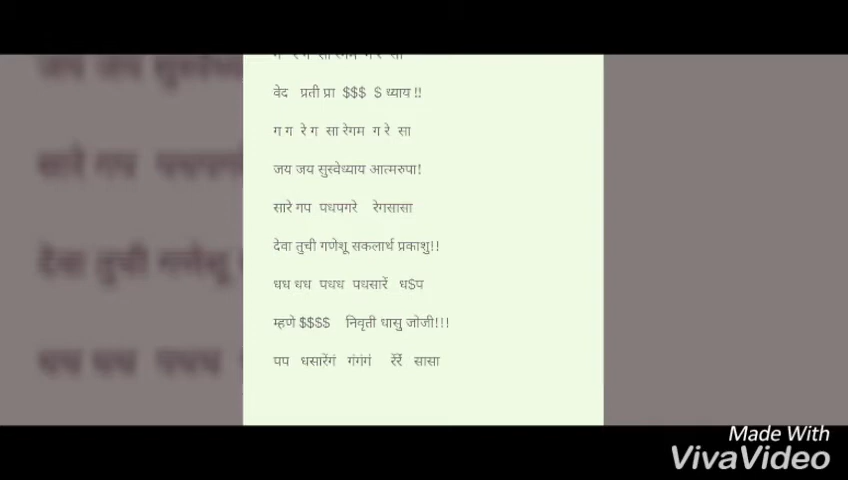 वेद प्रती प्रा $$$ $ ध्याय !!
ग ग रे ग सा रेगम ग रे सा
जय जय सुस्वेध्याय आत्मरुपा!
सारे गप पधपगरे रेगसासा
देवा तुची गणेशू सकलार्थ प्रकाशु!!
धध धध पधध पधसारें ध$प
म्हणे $$$$ निवृती धासु जोजी!!!
पप धसारेंगं गंगंगं रेंरें सासा
Made With
VivaVideo